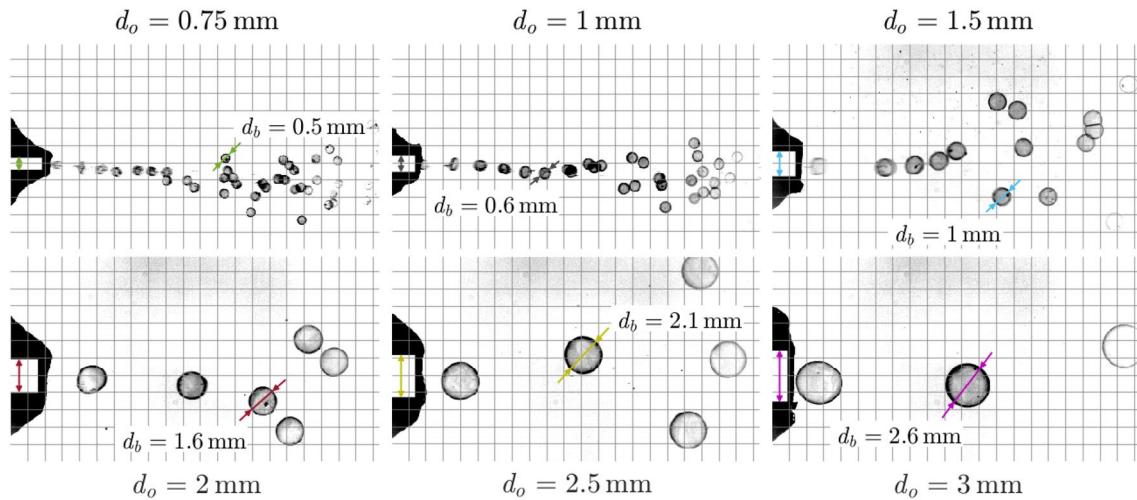 d_o = 0.75 mm
d_o = 1 mm
d_o = 1.5 mm
d_b = 0.5 mm
d_b = 0.6 mm
d_b = 1 mm
d_b = 1.6 mm
d_b = 2.1 mm
d_b = 2.6 mm
d_o = 2 mm
d_o = 2.5 mm
d_o = 3 mm